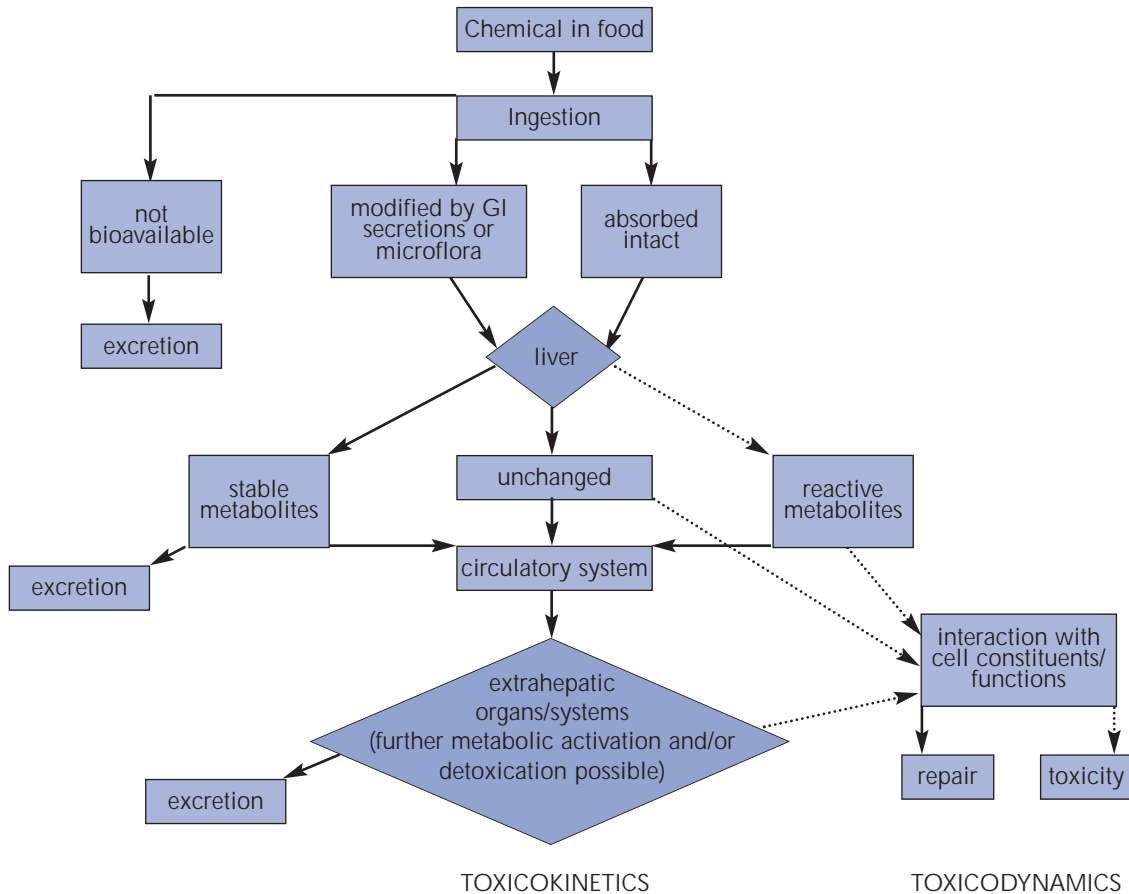 Chemical in food
Ingestion
not
bioavailable
modified by GI
secretions or
microflora
absorbed
intact
excretion
liver
stable
metabolites
unchanged
reactive
metabolites
excretion
circulatory system
interaction with
cell constituents/
functions
extrahepatic
organs/systems
(further metabolic activation and/or
detoxication possible)
excretion
repair
toxicity
TOXICOKINETICS
TOXICODYNAMICS